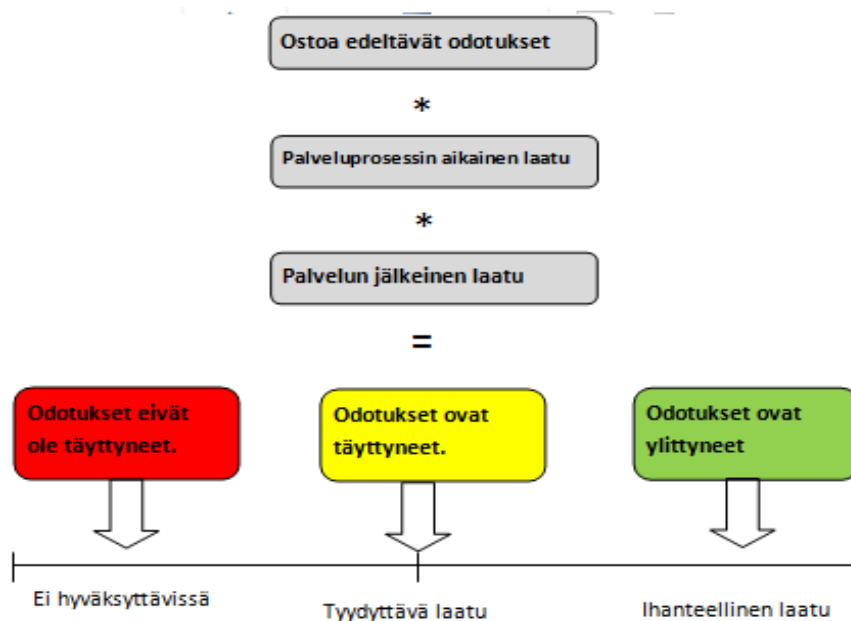 Ostoa edeltävät odotukset
*
Palveluprosessin aikainen laatu
*
Palvelun jälkeinen laatu
=
Odotukset eivät
ole täyttyneet.
Odotukset ovat
täyttyneet.
Odotukset ovat
ylittyneet
Ei hyväksyttävissä
Tyydyttävä laatu
Ihanteellinen laatu